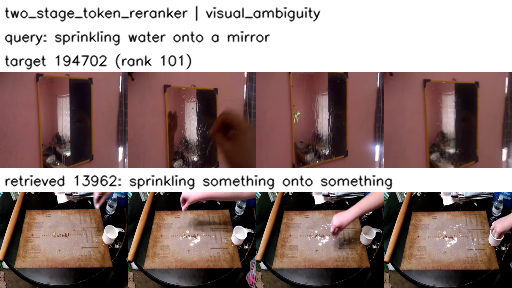 two_stage_token_reranker | visual_ambiguity
query: sprinkling water onto a mirror
target 194702 (rank 101)
retrieved 13962: sprinkling something onto something